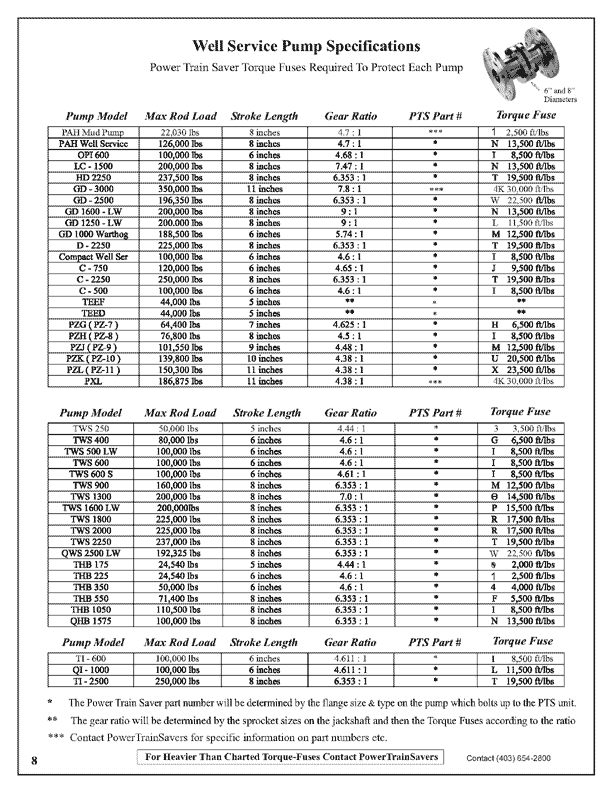 Well Service Pump Specifications
Power Train Saver Torque Fuses Required To Protect Each Pump
6" and 8"
Diameters
Pump Model Max Rod Load Stroke Length Gear Ratio PTS Part # Torque Fuse
PAH Mud Pump 22,030 lbs 8 inches 4.7 : 1 *** 1 2,500 ft/lbs
PAH Well Service 126,000 lbs 8 inches 4.7 : 1 * N 13,500 ft/lbs
OPI 600 100,000 lbs 6 inches 4.68 : 1 * I 8,500 ft/lbs
LC - 1500 200,000 lbs 8 inches 7.47 : 1 * N 13,500 ft/lbs
HD 2250 237,500 lbs 8 inches 6.353 : 1 * T 19,500 ft/lbs
GD - 3000 350,000 lbs 11 inches 7.8 : 1 *** 4K 30,000 ft/lbs
GD - 2500 196,350 lbs 8 inches 6.353 : 1 * W 22,500 ft/lbs
GD 1600 - LW 200,000 lbs 8 inches 9 : 1 * N 13,500 ft/lbs
GD 1250 - LW 200,000 lbs 8 inches 9 : 1 * L 11,500 ft/lbs
GD 1000 Warthog 188,500 lbs 6 inches 5.74 : 1 * M 12,500 ft/lbs
D - 2250 225,000 lbs 8 inches 6.353 : 1 * T 19,500 ft/lbs
Compact Well Ser 100,000 lbs 6 inches 4.6 : 1 * I 8,500 ft/lbs
C - 750 120,000 lbs 6 inches 4.65 : 1 * J 9,500 ft/lbs
C - 2250 250,000 lbs 8 inches 6.353 : 1 * T 19,500 ft/lbs
C - 500 100,000 lbs 6 inches 4.6 : 1 * I 8,500 ft/lbs
TEEF 44,000 lbs 5 inches ** * **
TEED 44,000 lbs 5 inches ** * **
PZG ( PZ-7 ) 64,400 lbs 7 inches 4.625 : 1 * H 6,500 ft/lbs
PZH ( PZ-8 ) 76,800 lbs 8 inches 4.5 : 1 * I 8,500 ft/lbs
PZJ ( PZ-9 ) 101,550 lbs 9 inches 4.48 : 1 * M 12,500 ft/lbs
PZK ( PZ-10 ) 139,800 lbs 10 inches 4.38 : 1 * U 20,500 ft/lbs
PZL ( PZ-11 ) 150,300 lbs 11 inches 4.38 : 1 * X 23,500 ft/lbs
PXL 186,875 lbs 11 inches 4.38 : 1 *** 4K 30,000 ft/lbs
Pump Model Max Rod Load Stroke Length Gear Ratio PTS Part # Torque Fuse
TWS 250 50,000 lbs 5 inches 4.44 : 1 * 3 3,500 ft/lbs
TWS 400 80,000 lbs 6 inches 4.6 : 1 * G 6,500 ft/lbs
TWS 500 LW 100,000 lbs 6 inches 4.6 : 1 * I 8,500 ft/lbs
TWS 600 100,000 lbs 6 inches 4.6 : 1 * I 8,500 ft/lbs
TWS 600 S 100,000 lbs 6 inches 4.61 : 1 * I 8,500 ft/lbs
TWS 900 160,000 lbs 8 inches 6.353 : 1 * M 12,500 ft/lbs
TWS 1300 200,000 lbs 8 inches 7.0 : 1 * O 14,500 ft/lbs
TWS 1600 LW 200,000lbs 8 inches 6.353 : 1 * P 15,500 ft/lbs
TWS 1800 225,000 lbs 8 inches 6.353 : 1 * R 17,500 ft/lbs
TWS 2000 225,000 lbs 8 inches 6.353 : 1 * R 17,500 ft/lbs
TWS 2250 237,000 lbs 8 inches 6.353 : 1 * T 19,500 ft/lbs
QWS 2500 LW 192,325 lbs 8 inches 6.353 : 1 * W 22,500 ft/lbs
THB 175 24,540 lbs 5 inches 4.44 : 1 * 2,000 ft/lbs
THB 225 24,540 lbs 6 inches 4.6 : 1 * 1 2,500 ft/lbs
THB 350 50,000 lbs 6 inches 4.6 : 1 * 4 4,000 ft/lbs
THB 550 71,400 lbs 8 inches 6.353 : 1 * F 5,500 ft/lbs
THB 1050 110,500 lbs 8 inches 6.353 : 1 * I 8,500 ft/lbs
QHB 1575 100,000 lbs 8 inches 6.353 : 1 * N 13,500 ft/lbs
Pump Model Max Rod Load Stroke Length Gear Ratio PTS Part # Torque Fuse
TI - 600 100,000 lbs 6 inches 4.611 : 1 * I 8,500 ft/lbs
QI - 1000 100,000 lbs 6 inches 4.611 : 1 * L 11,500 ft/lbs
TI - 2500 250,000 lbs 8 inches 6.353 : 1 * T 19,500 ft/lbs
* The Power Train Saver part number will be determined by the flange size & type on the pump which bolts up to the PTS unit.
** The gear ratio will be determined by the sprocket sizes on the jackshaft and then the Torque Fuses according to the ratio
*** Contact PowerTrainSavers for specific information on part numbers etc.
8 For Heavier Than Charted Torque-Fuses Contact PowerTrainSavers Contact (403) 654-2800